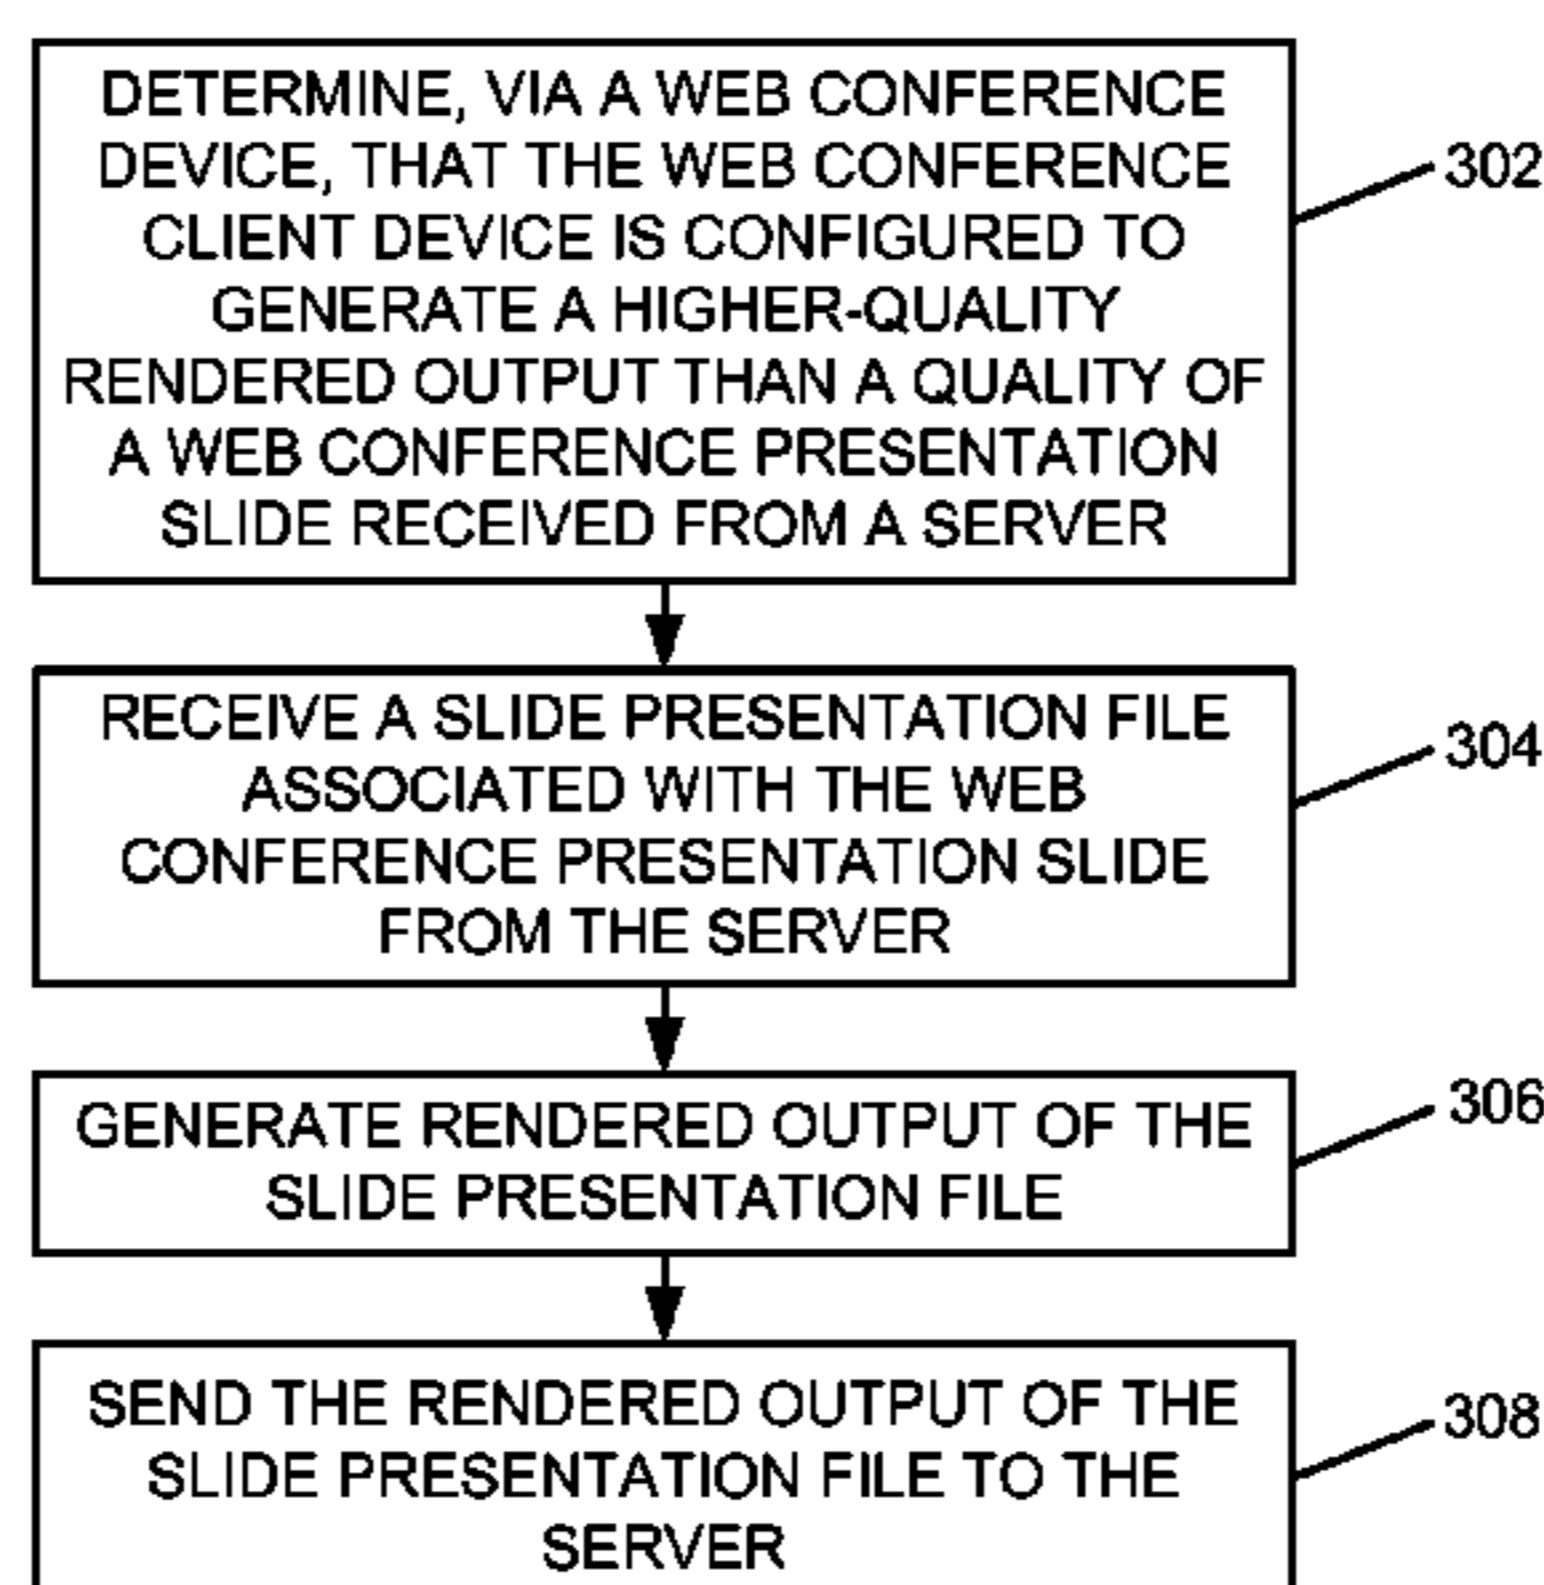 DETERMINE, VIA A WEB CONFERENCE
DEVICE, THAT THE WEB CONFERENCE
CLIENT DEVICE IS CONFIGURED TO
GENERATE A HIGHER-QUALITY
RENDERED OUTPUT THAN A QUALITY OF
A WEB CONFERENCE PRESENTATION
SLIDE RECEIVED FROM A SERVER
302
RECEIVE A SLIDE PRESENTATION FILE
ASSOCIATED WITH THE WEB
CONFERENCE PRESENTATION SLIDE
FROM THE SERVER
304
GENERATE RENDERED OUTPUT OF THE
SLIDE PRESENTATION FILE
306
SEND THE RENDERED OUTPUT OF THE
SLIDE PRESENTATION FILE TO THE
SERVER
308